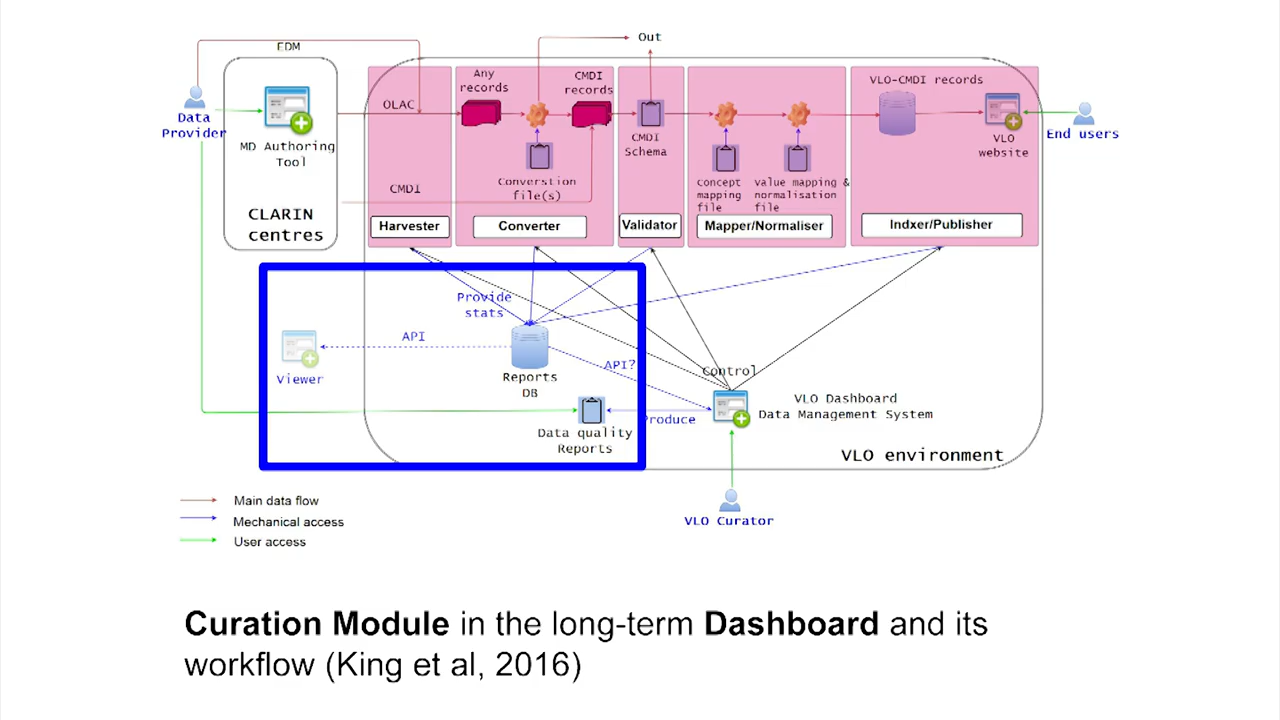 Out
EDM
Any
records
CMDI
records
VLO-CMDI records
OLAC
Data
Provider
MD Authoring
Tool
CMDI
Schema
VLO
website
End users
CMDI
Converstion
file(s)
concept
mapping
file
value mapping &
normalisation
file
CLARIN
centres
Harvester
Converter
Validator
Mapper/Normaliser
Indxer/Publisher
Provide
stats
API
API?
Viewer
Reports
DB
Control
VLO Dashboard
Data Management System
Produce
Data quality
Reports
VLO environment
VLO Curator
Main data flow
Mechanical access
User access
Curation Module in the long-term Dashboard and its
workflow (King et al, 2016)